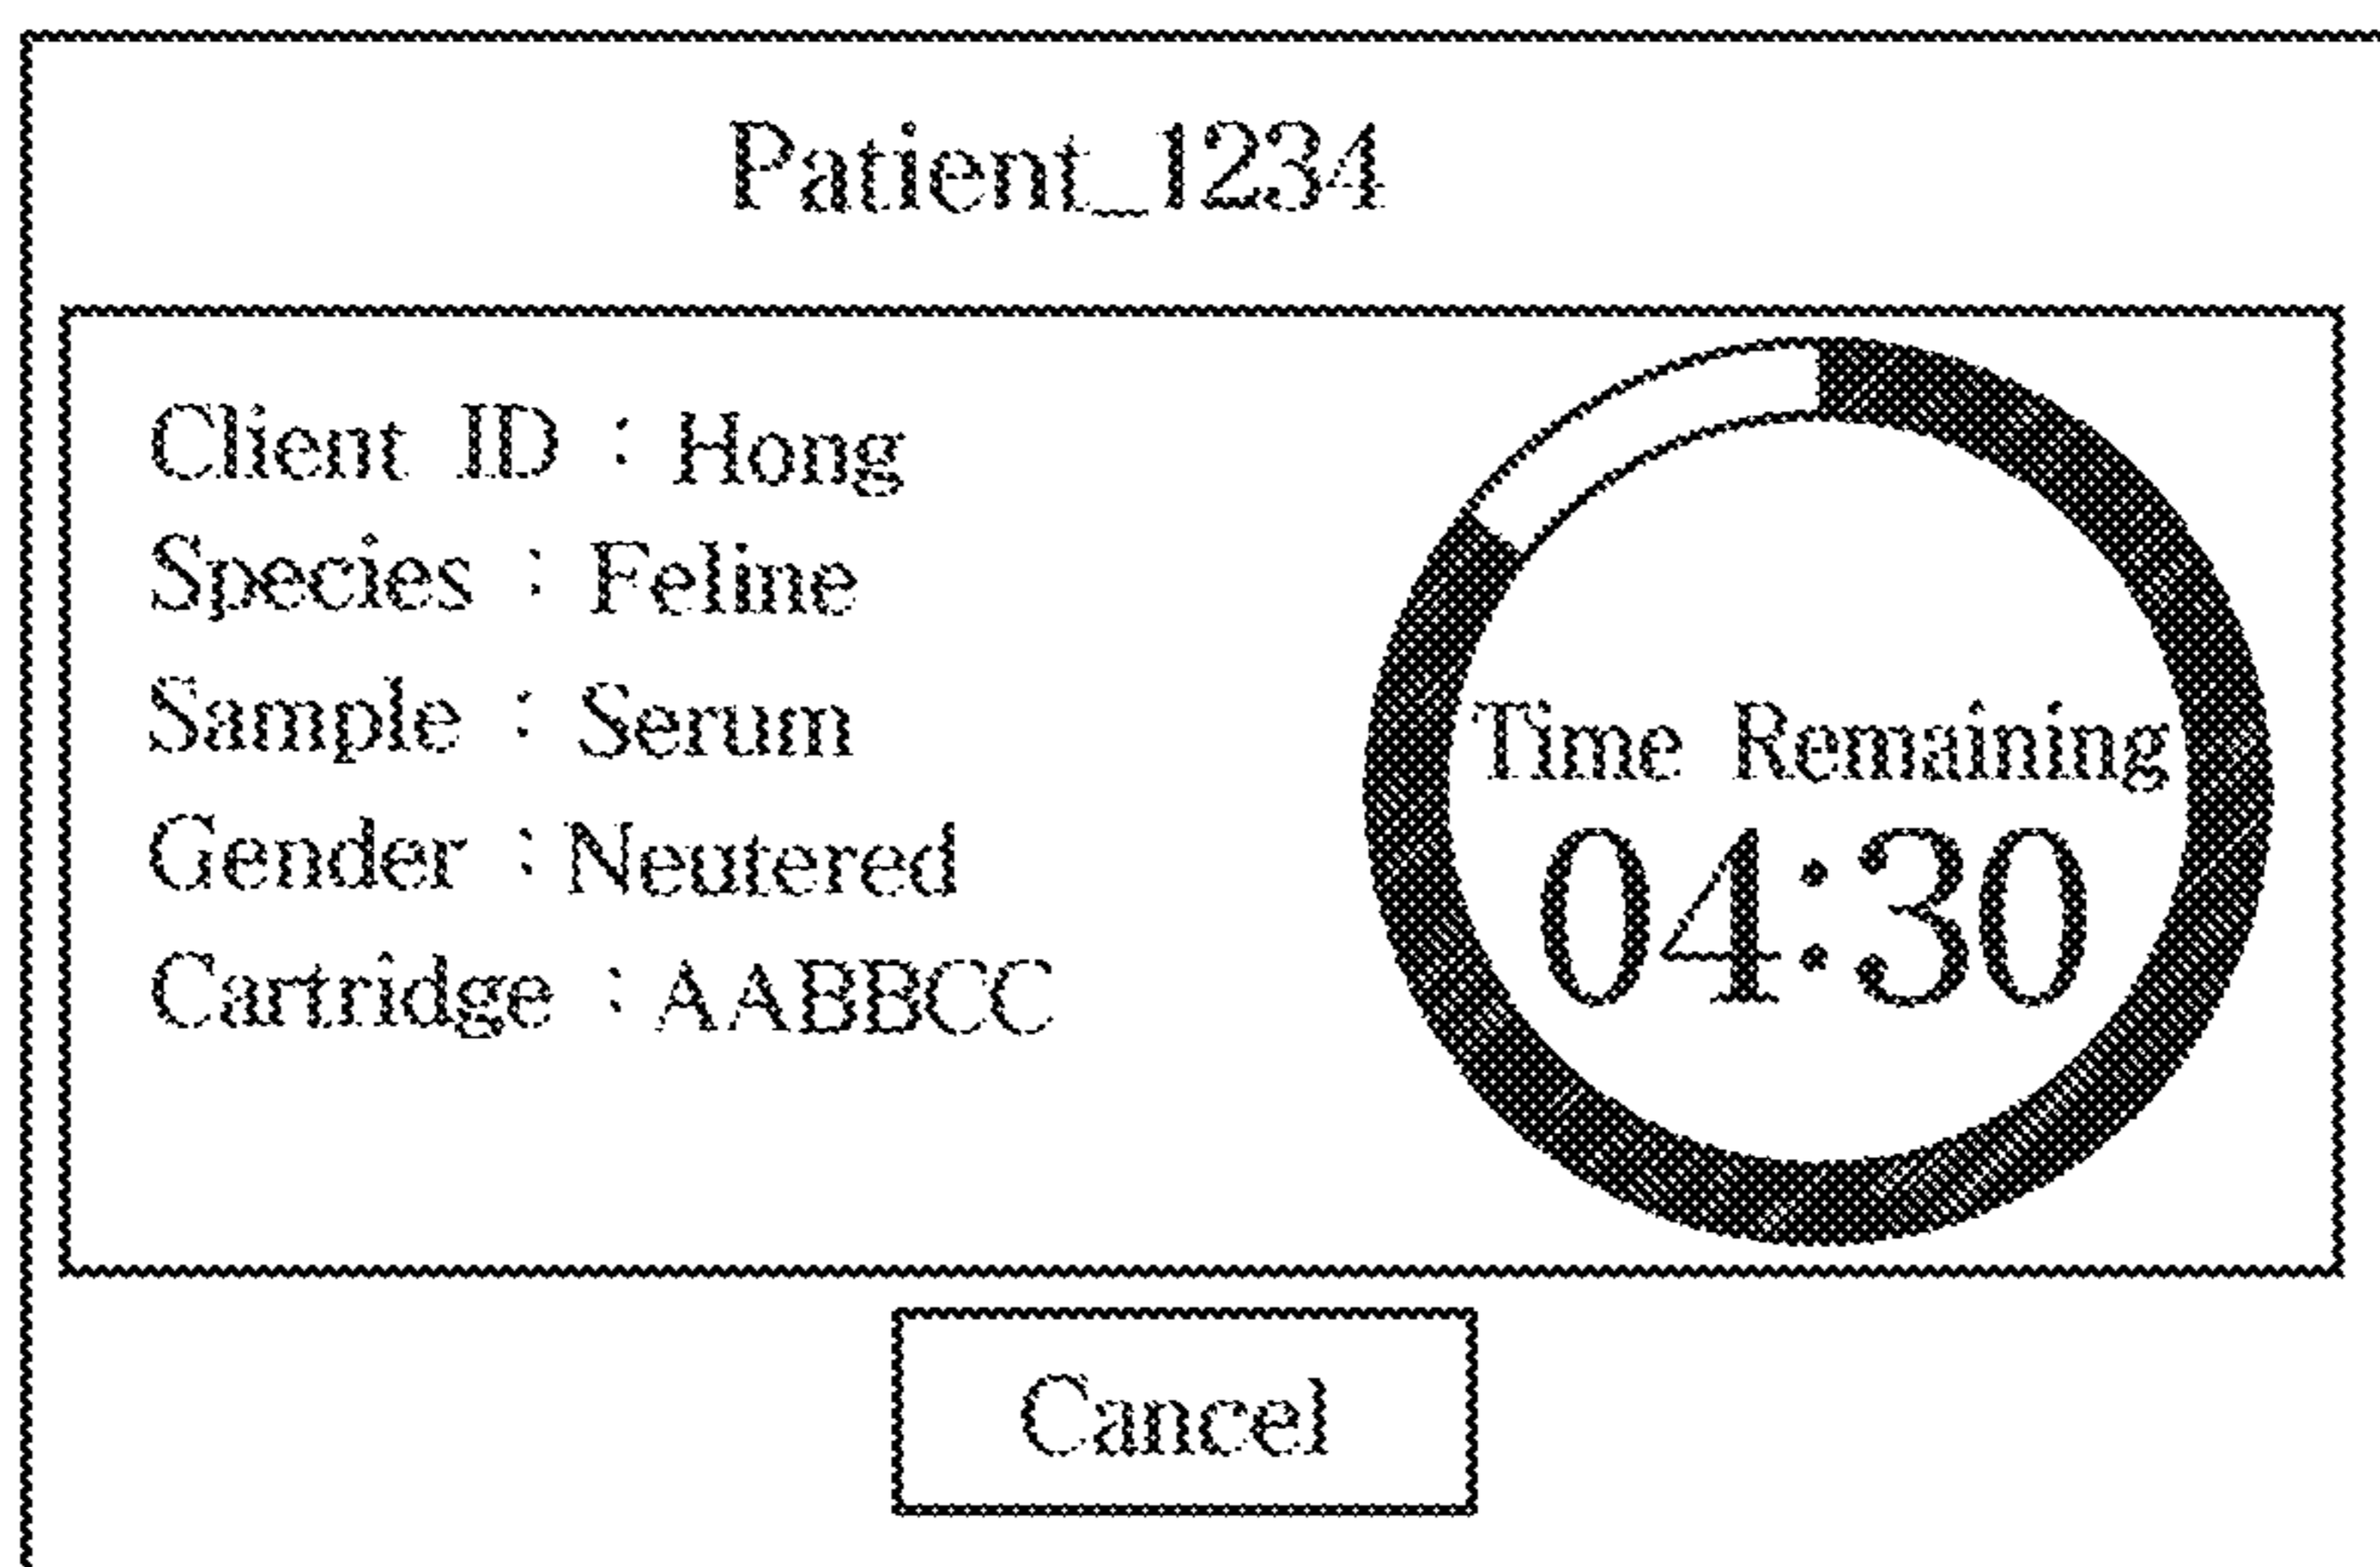 Patient_1234
Client ID : Hong
Species : Feline
Sample : Serum
Gender : Neutered
Cartridge : AABBCC
Time Remaining
04:30
Cancel